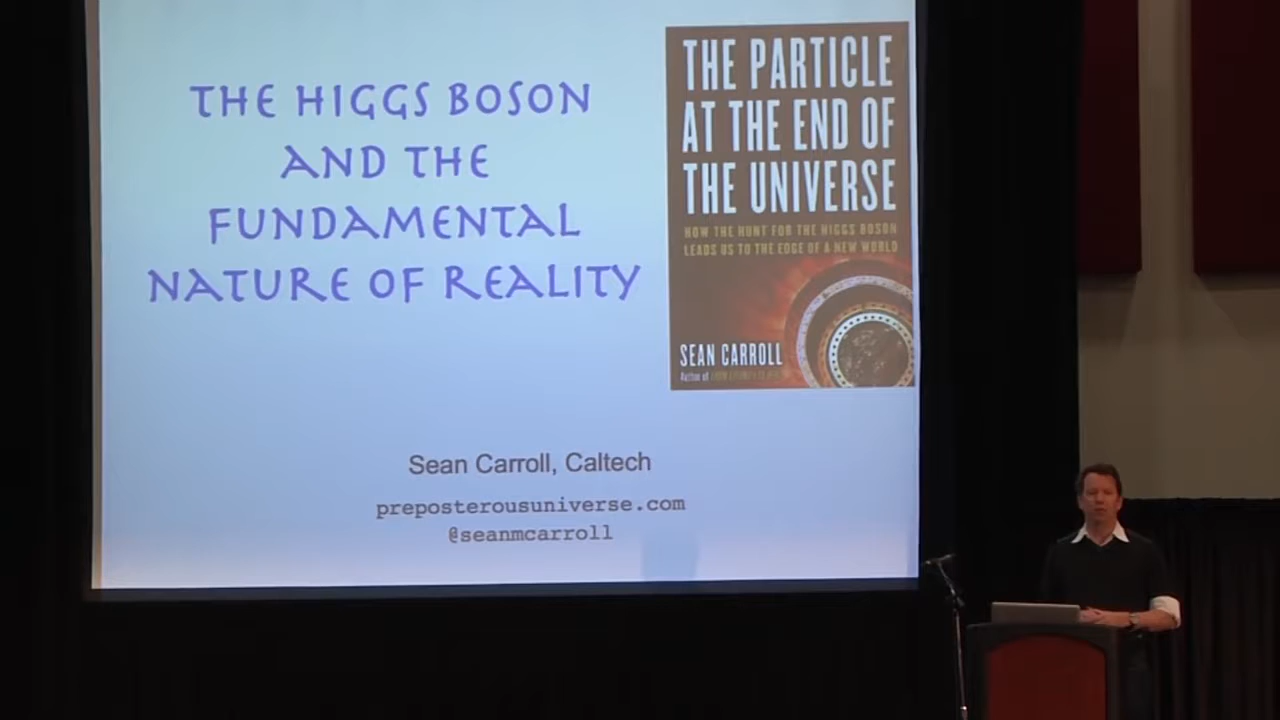 THE HIGGS BOSON
AND THE
FUNDAMENTAL
NATURE OF REALITY
THE PARTICLE
AT THE END OF
THE UNIVERSE
HOW THE HUNT FOR THE HIGGS BOSON
LEADS US TO THE EDGE OF A NEW WORLD
SEAN CARROLL
Author of
Sean Carroll, Caltech
preposterousuniverse.com
@seanmcarroll